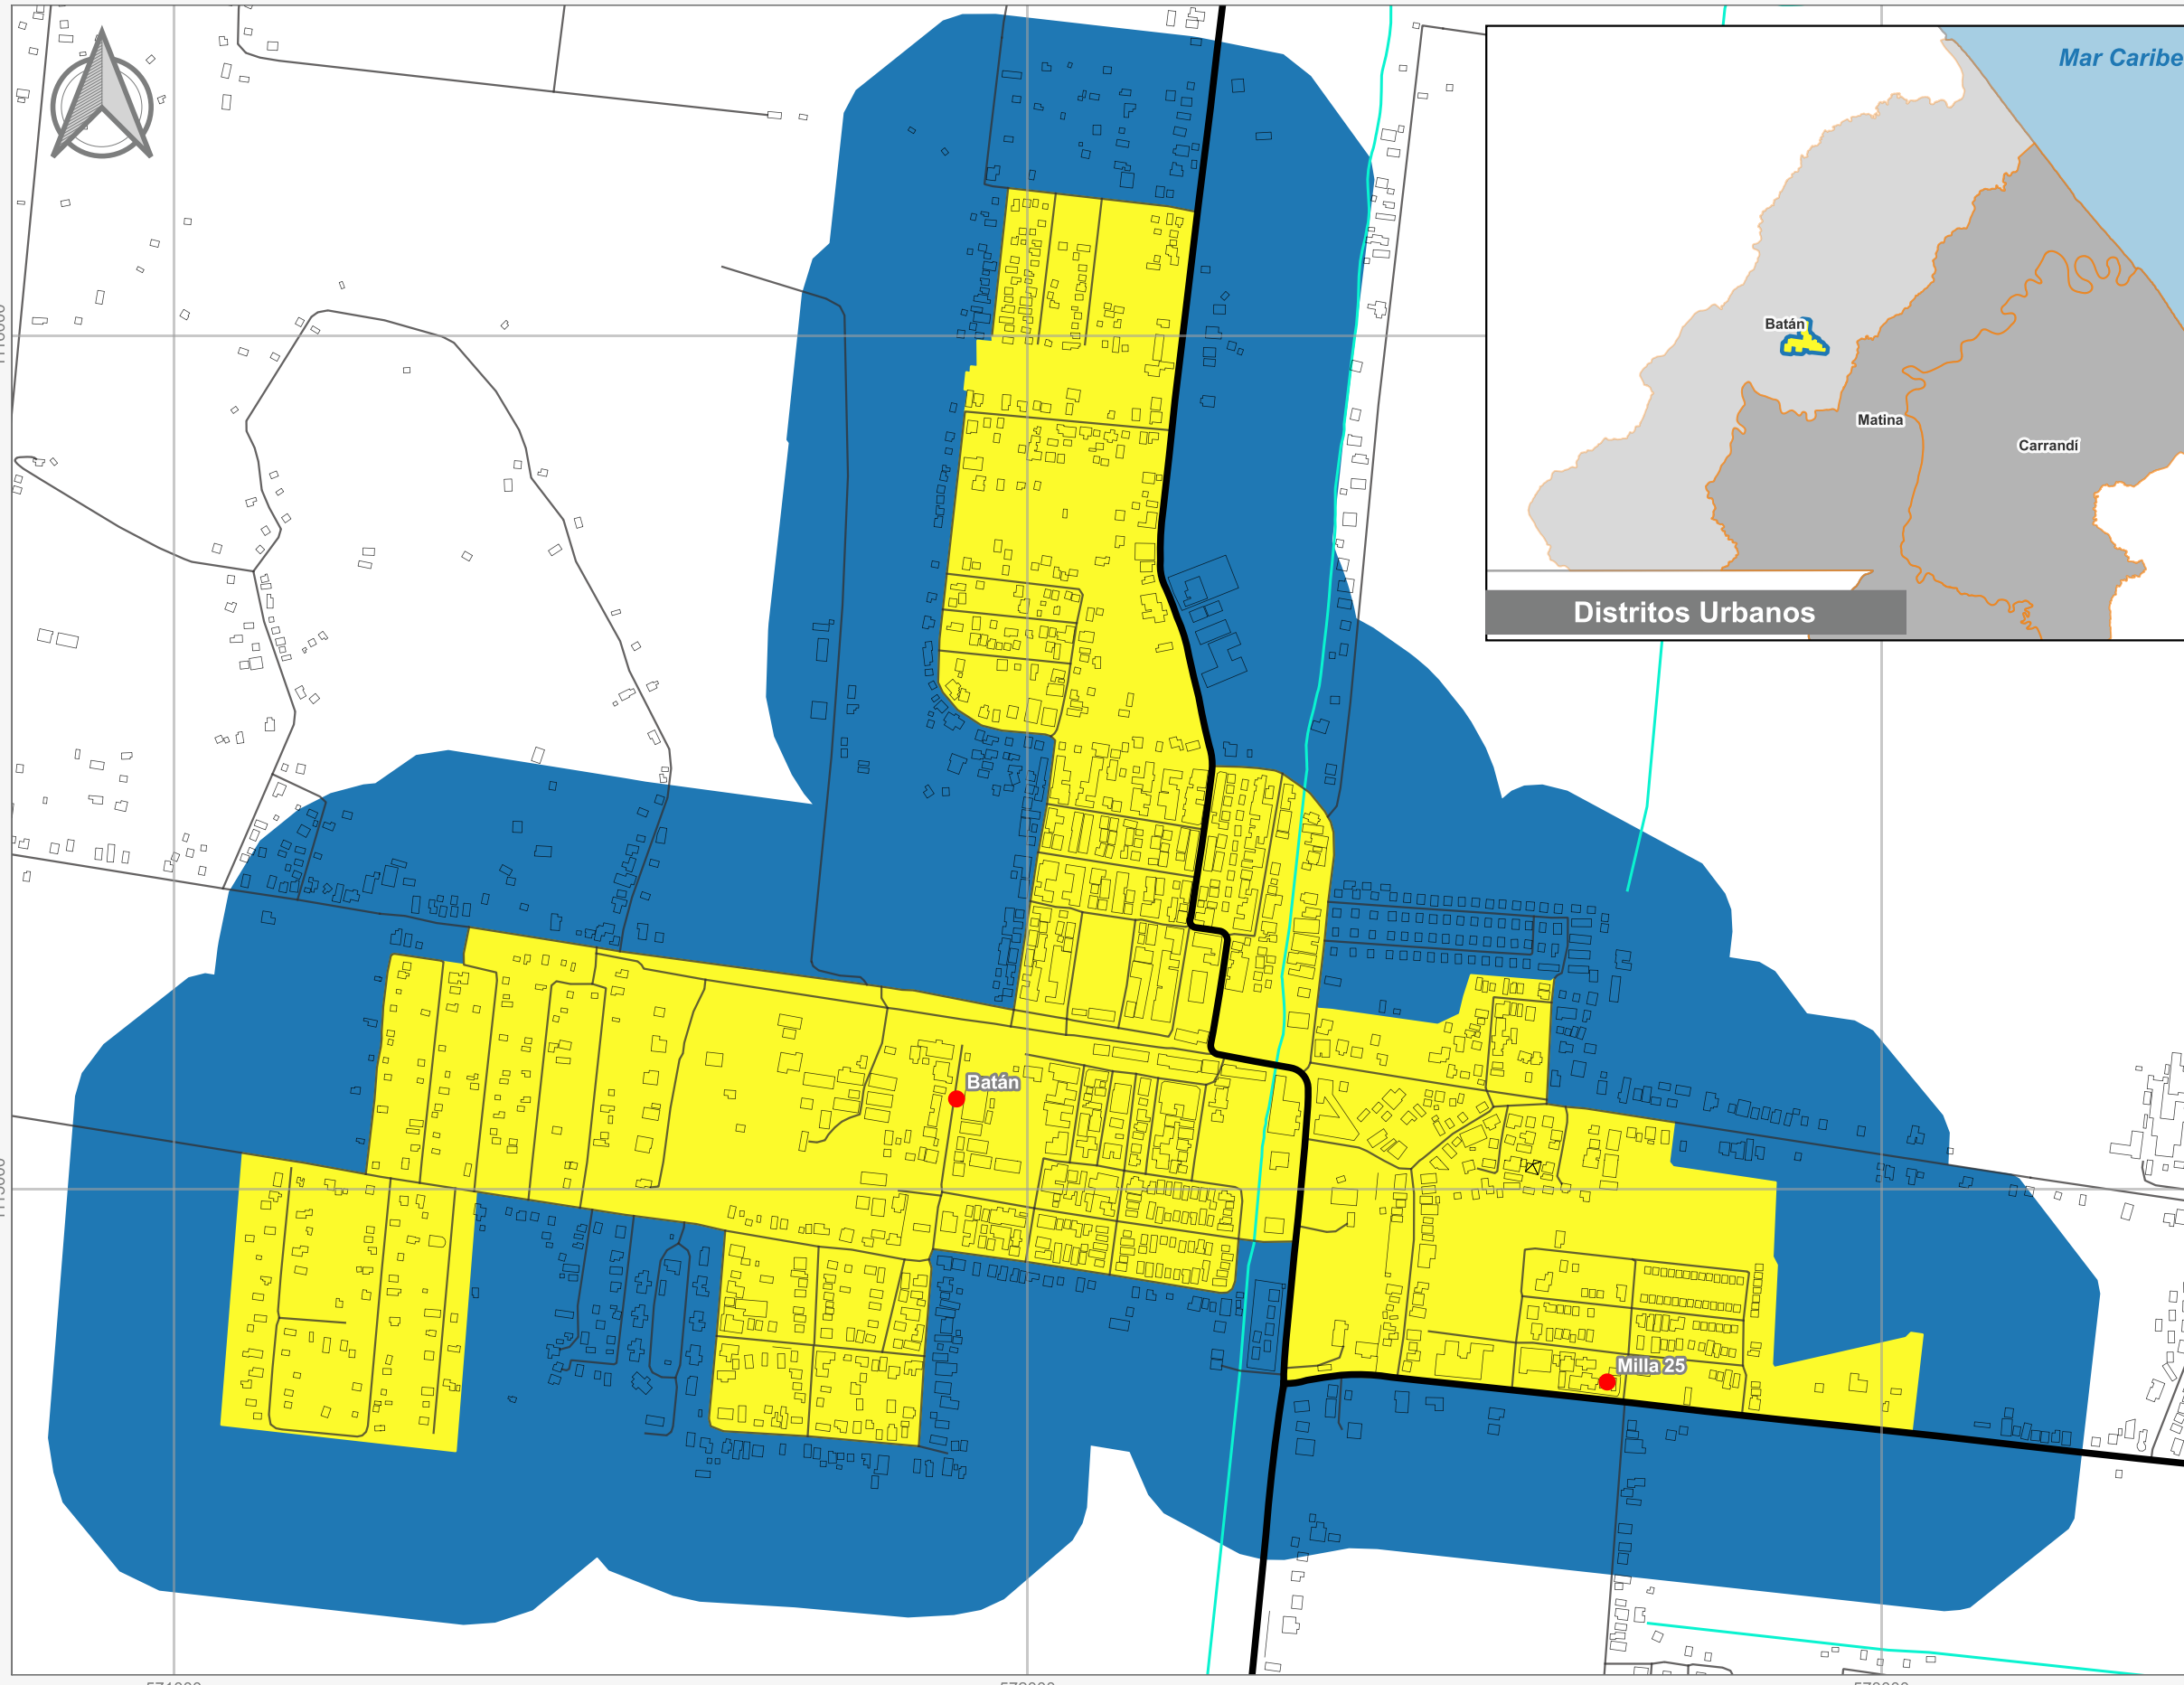 Mar Caribe
Batán
Matina
Carrandí
Distritos Urbanos
Batán
Milla 25